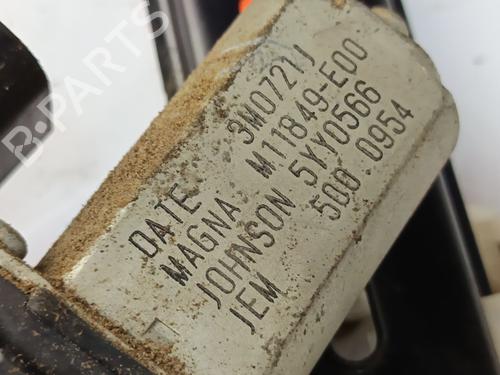 DATE 3M0721J
MAGNA M11849-E00
JOHNSON 5YY0566
JEM 500.0954
B-PARTS